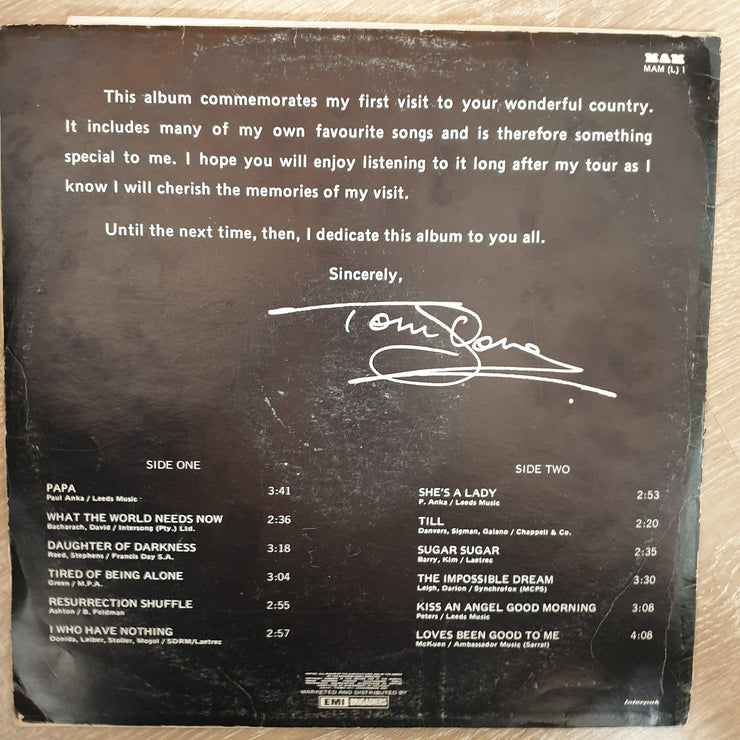 MAM
MAM (L) 1
This album commemorates my first visit to your wonderful country.
It includes many of my own favourite songs and is therefore something
special to me. I hope you will enjoy listening to it long after my tour as I
know I will cherish the memories of my visit.
Until the next time, then, I dedicate this album to you all.
Sincerely,
Tom Jones
SIDE ONE
PAPA 3:41
Paul Anka / Leeds Music
WHAT THE WORLD NEEDS NOW 2:36
Bacharach, David / Intersong (Pty.) Ltd.
DAUGHTER OF DARKNESS 3:18
Reed, Stephens / Francis Day S.A.
TIRED OF BEING ALONE 3:04
Green / M.P.A.
RESURRECTION SHUFFLE 2:55
Ashton / B. Feldman
I WHO HAVE NOTHING 2:57
Donida, Leiber, Stoller, Mogol / SDRM/Laetrec
SIDE TWO
SHE'S A LADY 2:53
P. Anka / Leeds Music
TILL 2:20
Danvers, Sigman, Galano / Chappell & Co.
SUGAR SUGAR 2:35
Barry, Kim / Laetrec
THE IMPOSSIBLE DREAM 3:30
Leigh, Darion / Synchrofox (MCPS)
KISS AN ANGEL GOOD MORNING 3:08
Peters / Leeds Music
LOVES BEEN GOOD TO ME 4:08
McKuen / Ambassador Music (Sarral)
MARKETED AND DISTRIBUTED BY
EMI BRIGADIERS
Interpak